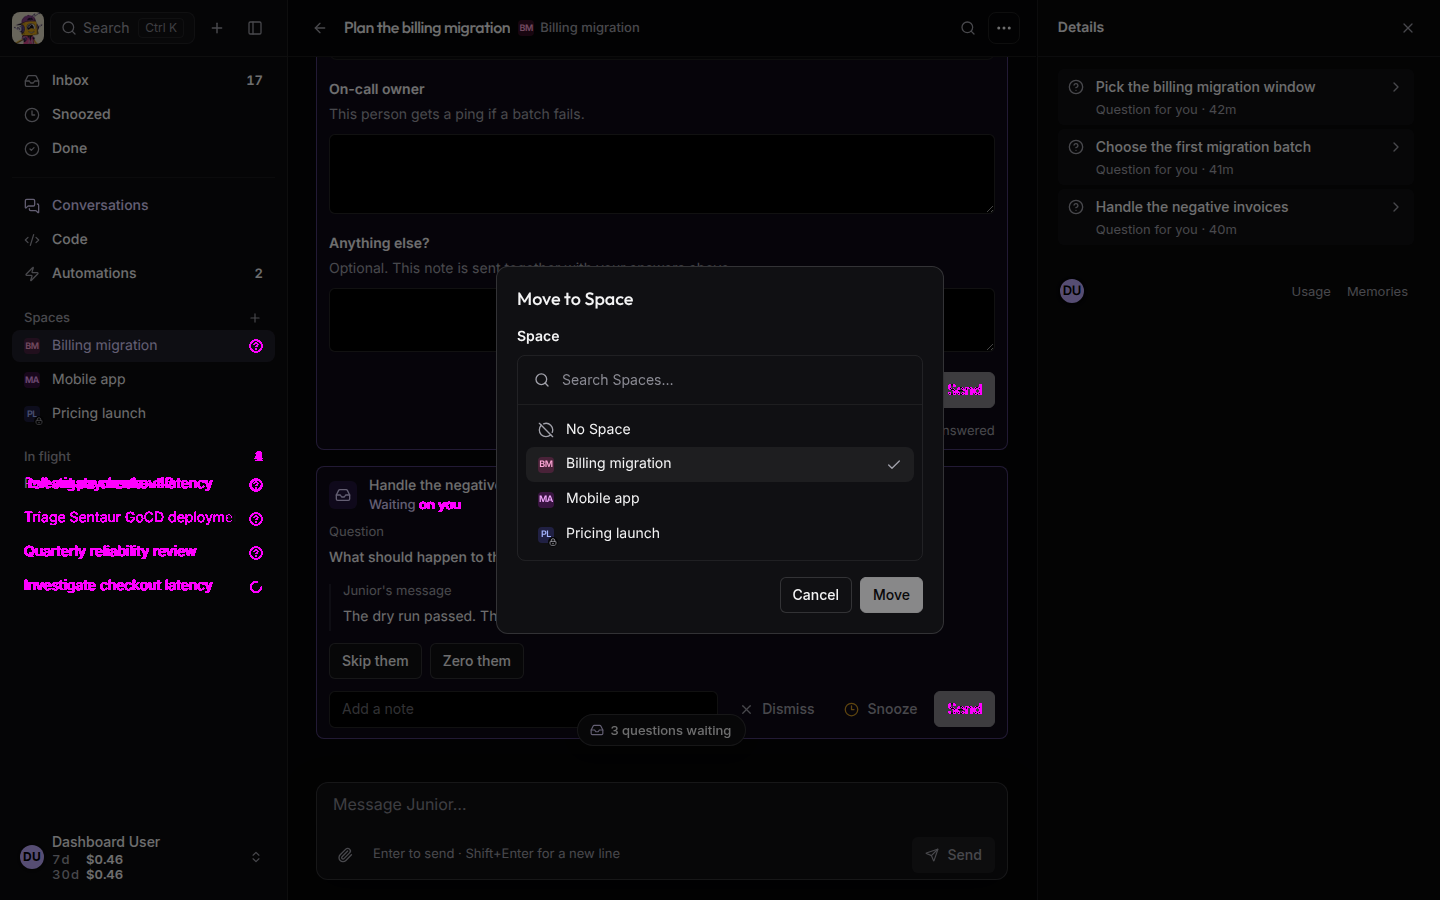 Search Ctrl K
Inbox 17
Snoozed
Done
Conversations
Code
Automations 2
Spaces
BM Billing migration
MA Mobile app
PL Pricing launch
In flight
Triage Sentaur GoCD deployme
Quarterly reliability review
Investigate checkout latency
DU Dashboard User
7d $0.46
30d $0.46
Plan the billing migration BM Billing migration
On-call owner
This person gets a ping if a batch fails.
Anything else?
Optional. This note is sent together with your answers above.
Handle the negative
Waiting on you
Question
What should happen to th
Junior's message
The dry run passed. Th
Skip them Zero them
Add a note Dismiss Snooze Send
3 questions waiting
Message Junior...
Enter to send · Shift+Enter for a new line Send
Move to Space
Space
Search Spaces...
No Space
BM Billing migration
MA Mobile app
PL Pricing launch
Cancel Move
Send
nswered
Details
Pick the billing migration window
Question for you · 42m
Choose the first migration batch
Question for you · 41m
Handle the negative invoices
Question for you · 40m
DU Usage Memories